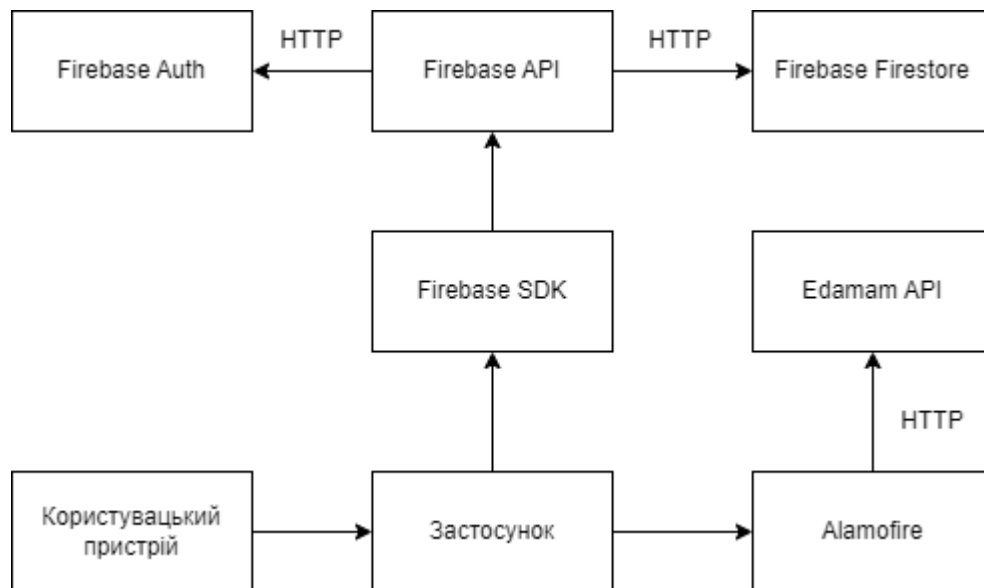 HTTP
HTTP
Firebase Auth
Firebase API
Firebase Firestore
Firebase SDK
Edamam API
HTTP
Користувацький
пристрій
Застосунок
Alamofire